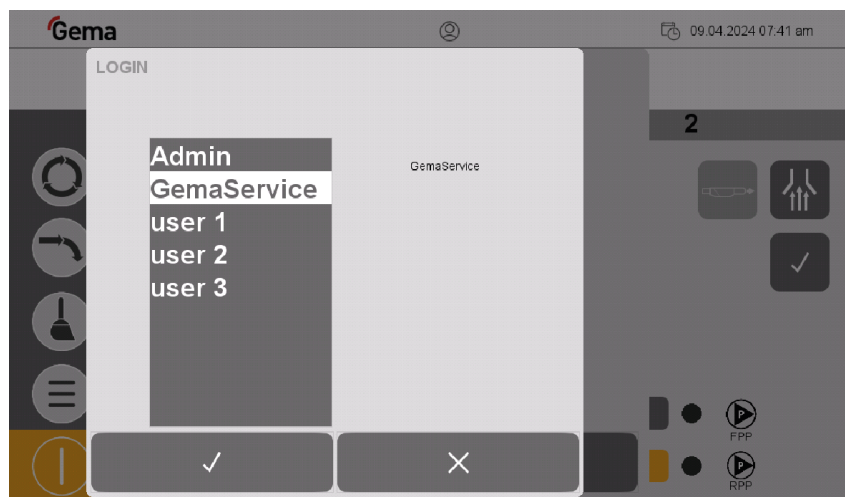 Gema
09.04.2024 07:41 am
LOGIN
2
Admin
GemaService
user 1
user 2
user 3
GemaService
P
FPP
P
RPP